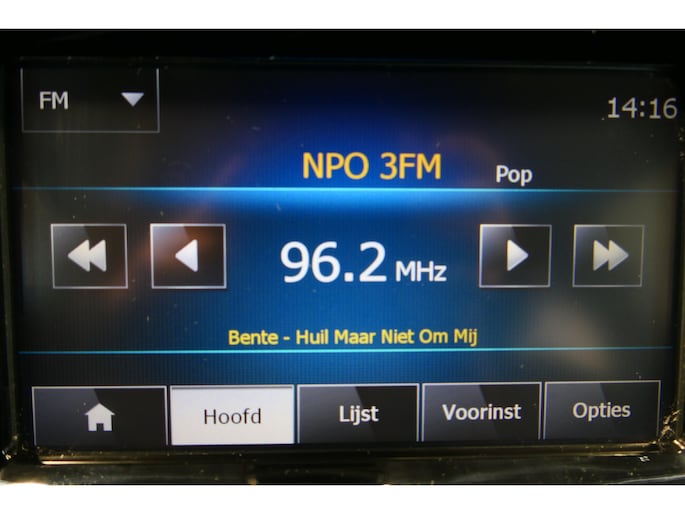 FM
14:16
NPO 3FM Pop
96.2 MHz
Bente - Huil Maar Niet Om Mij
Hoofd Lijst Voorinst Opties